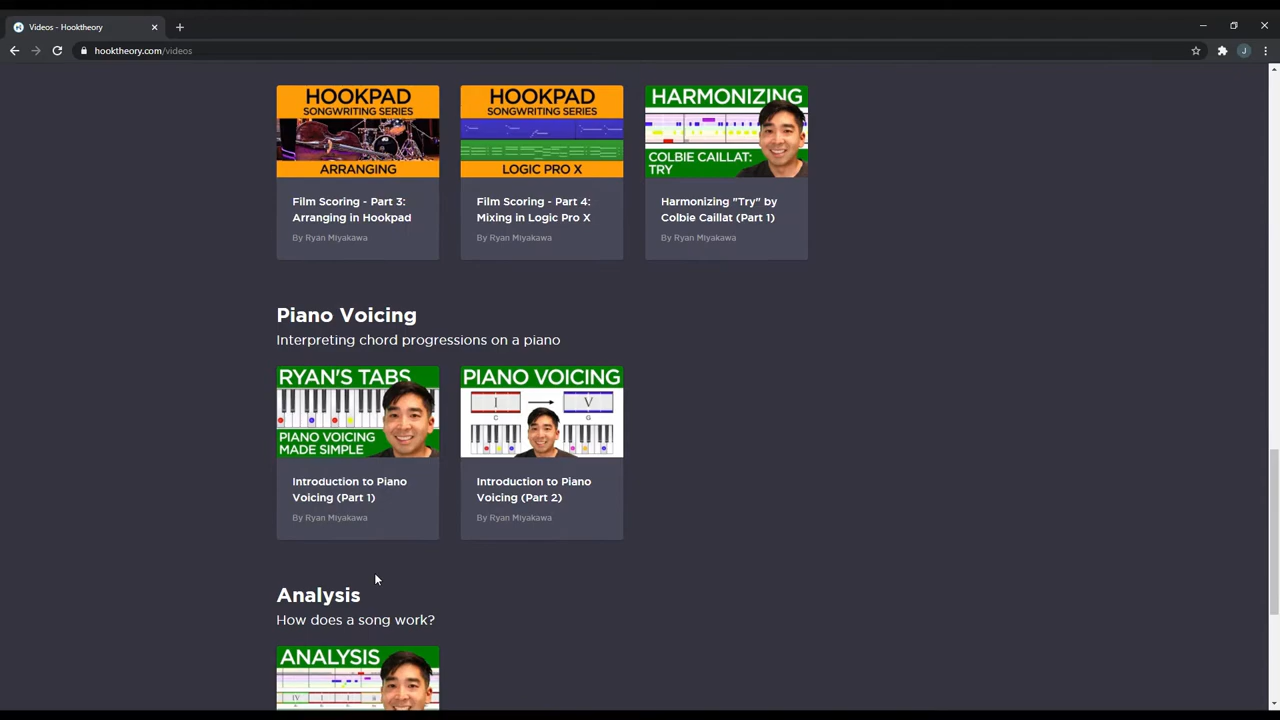 Videos - Hooktheory
hooktheory.com/videos
J
HOOKPAD
SONGWRITING SERIES
ARRANGING
Film Scoring - Part 3:
Arranging in Hookpad
By Ryan Miyakawa
HOOKPAD
SONGWRITING SERIES
LOGIC PRO X
Film Scoring - Part 4:
Mixing in Logic Pro X
By Ryan Miyakawa
HARMONIZING
COLBIE CAILLAT:
TRY
Harmonizing "Try" by
Colbie Caillat (Part 1)
By Ryan Miyakawa
Piano Voicing
Interpreting chord progressions on a piano
RYAN'S TABS
PIANO VOICING
MADE SIMPLE
Introduction to Piano
Voicing (Part 1)
By Ryan Miyakawa
PIANO VOICING
I V
C G
Introduction to Piano
Voicing (Part 2)
By Ryan Miyakawa
Analysis
How does a song work?
ANALYSIS
IV I I ii